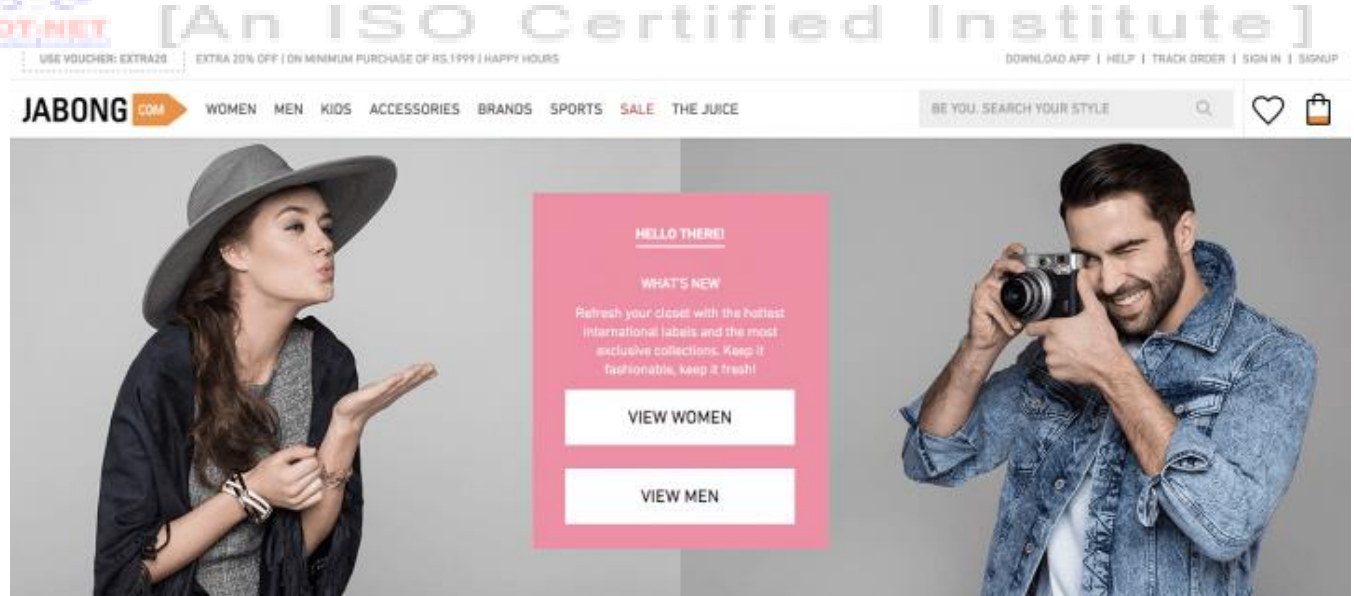 OT-NET [An ISO Certified Institute]
USE VOUCHER: EXTRA20 EXTRA 20% OFF | ON MINIMUM PURCHASE OF RS.1999 | HAPPY HOURS DOWNLOAD APP | HELP | TRACK ORDER | SIGN IN | SIGNUP
JABONG COM WOMEN MEN KIDS ACCESSORIES BRANDS SPORTS SALE THE JUICE BE YOU. SEARCH YOUR STYLE
HELLO THERE!
WHAT'S NEW
Refresh your closet with the hottest
international labels and the most
exclusive collections. Keep it
fashionable, keep it fresh!
VIEW WOMEN
VIEW MEN